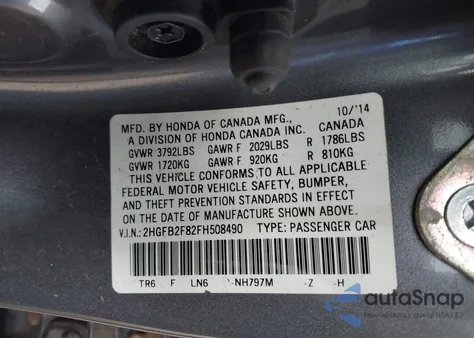 MFD. BY HONDA OF CANADA MFG., 10/'14
A DIVISION OF HONDA CANADA INC. CANADA
GVWR 3792LBS GAWR F 2029LBS R 1786LBS
GVWR 1720KG GAWR F 920KG R 810KG
THIS VEHICLE CONFORMS TO ALL APPLICABLE
FEDERAL MOTOR VEHICLE SAFETY, BUMPER,
AND THEFT PREVENTION STANDARDS IN EFFECT
ON THE DATE OF MANUFACTURE SHOWN ABOVE.
V.I.N.: 2HGFB2F82FH508490 TYPE: PASSENGER CAR
TR6 F LN6 -NH797M -Z -H
autoSnap